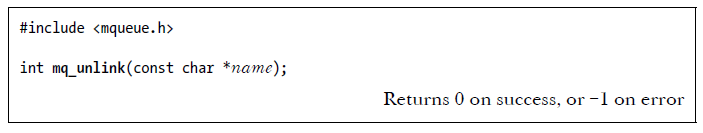 #include <mqueue.h>
int mq_unlink(const char *name);
Returns 0 on success, or −1 on error